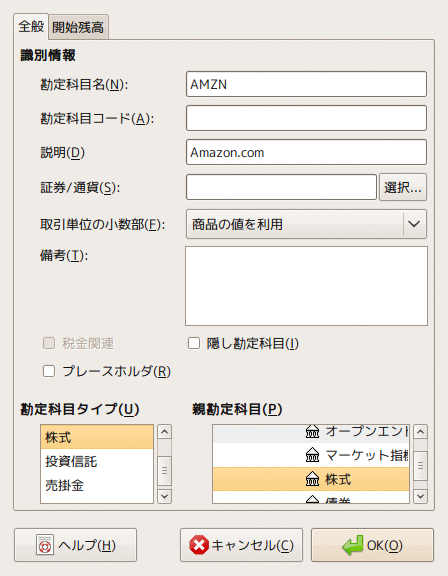 全般 開始残高
識別情報
勘定科目名(N): AMZN
勘定科目コード(A):
説明(D) Amazon.com
証券/通貨(S): 選択...
取引単位の小数部(F): 商品の値を利用
備考(T):
税金関連 隠し勘定科目(I)
プレースホルダ(R)
勘定科目タイプ(U) 親勘定科目(P)
オープンエント
株式
マーケット指標
投資信託
株式
売掛金
債券
ヘルプ(H) キャンセル(C) OK(O)